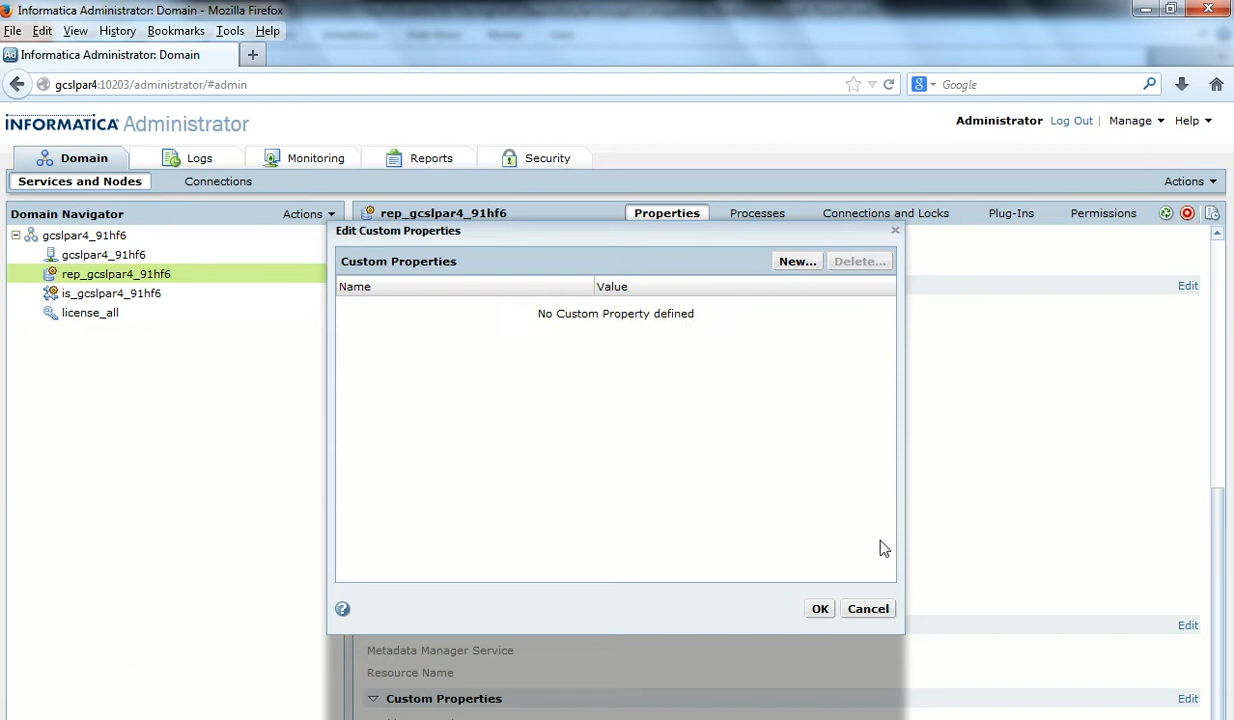 Informatica Administrator: Domain - Mozilla Firefox
File Edit View History Bookmarks Tools Help
Ad Informatica Administrator: Domain
gcslpar4:10203/administrator/#admin
Google
INFORMATICA Administrator
Administrator Log Out | Manage Help
Domain Logs Monitoring Reports Security
Services and Nodes Connections Actions
Domain Navigator Actions
rep_gcslpar4_91hf6 Properties Processes Connections and Locks Plug-Ins Permissions
gcslpar4_91hf6
gcslpar4_91hf6
rep_gcslpar4_91hf6
is_gcslpar4_91hf6
license_all
Edit Custom Properties
Custom Properties New... Delete...
Name Value
No Custom Property defined
OK Cancel
Edit
Edit
Metadata Manager Service
Resource Name
Custom Properties Edit